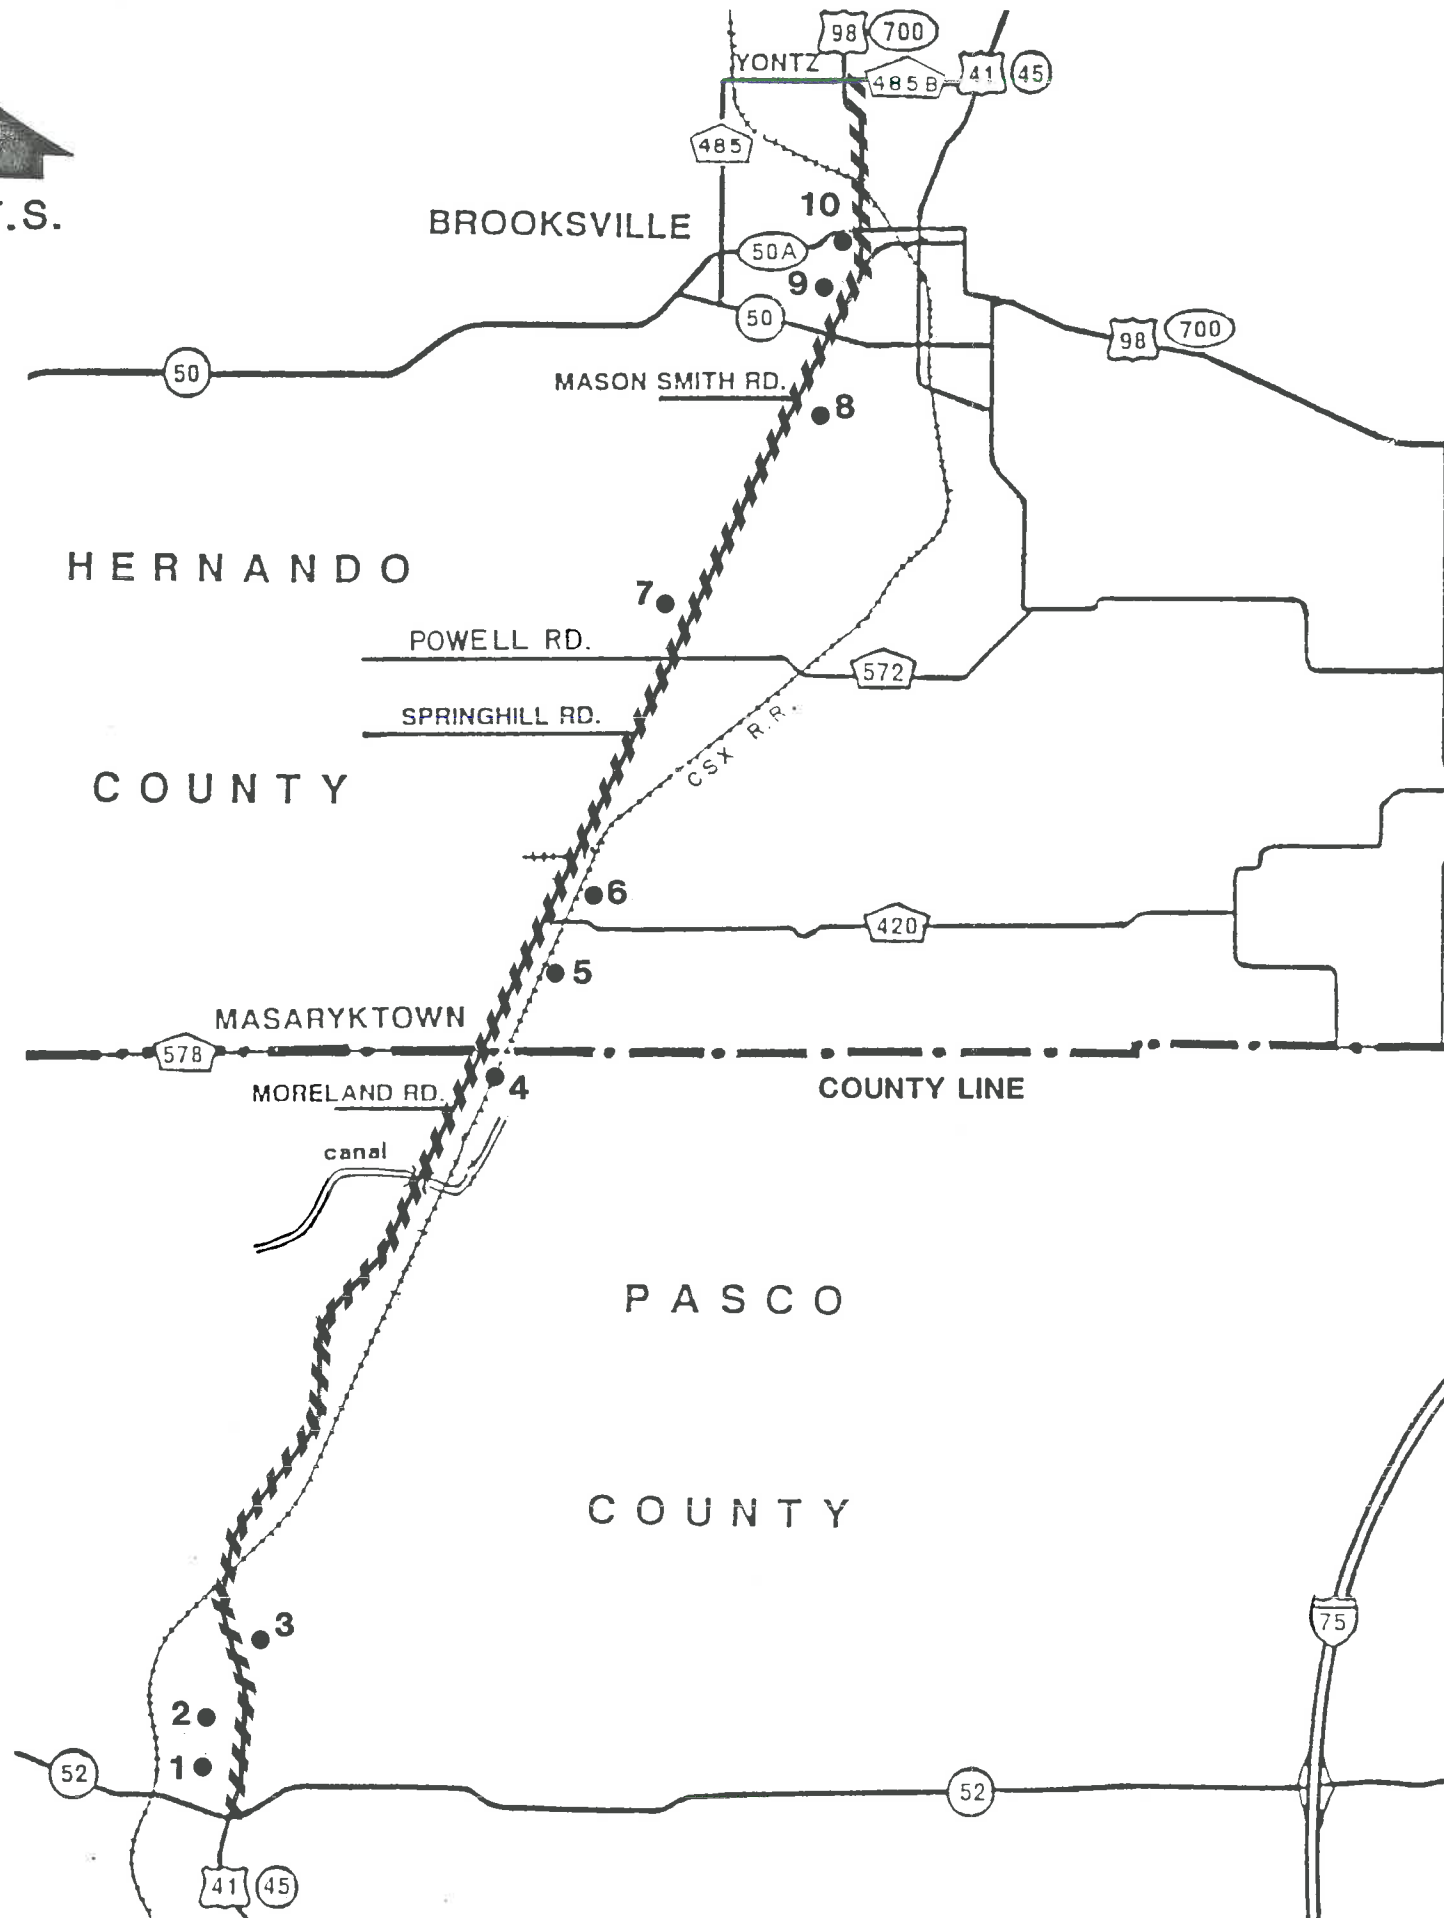 98 700
YONTZ
485B 41 45
485
.S.
10
BROOKSVILLE
50A
9
50
98 700
50
MASON SMITH RD.
8
HERNANDO
7
POWELL RD.
572
SPRINGHILL RD.
CSX R.R.
COUNTY
6
420
5
MASARYKTOWN
578
4
COUNTY LINE
MORELAND RD.
canal
PASCO
COUNTY
75
3
2
1
52
52
41 45